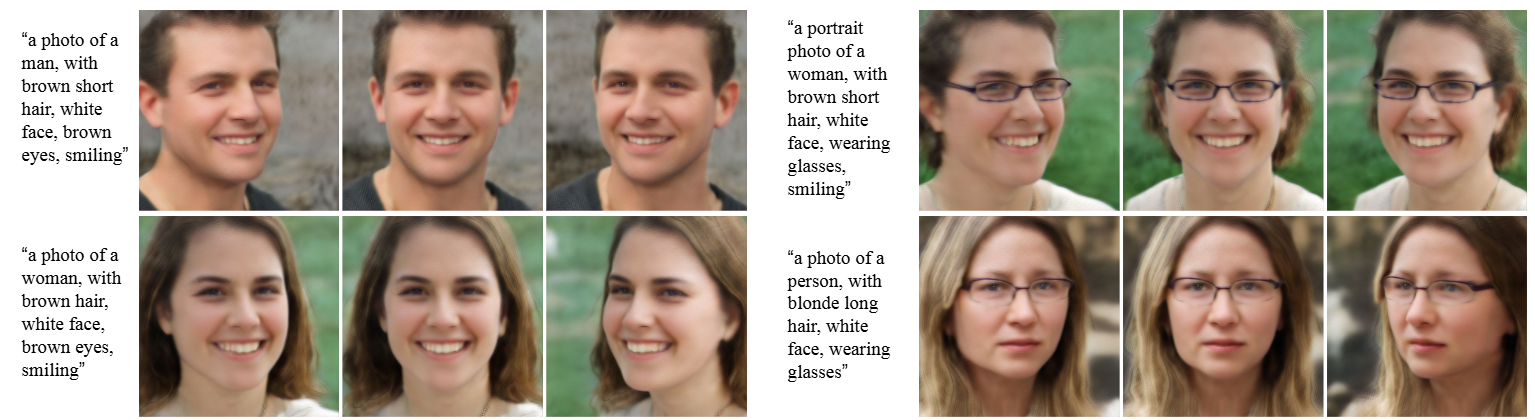 “a photo of a
man, with
brown short
hair, white
face, brown
eyes, smiling”
“a portrait
photo of a
woman, with
brown short
hair, white
face, wearing
glasses,
smiling”
“a photo of a
woman, with
brown hair,
white face,
brown eyes,
smiling”
“a photo of a
person, with
blonde long
hair, white
face, wearing
glasses”